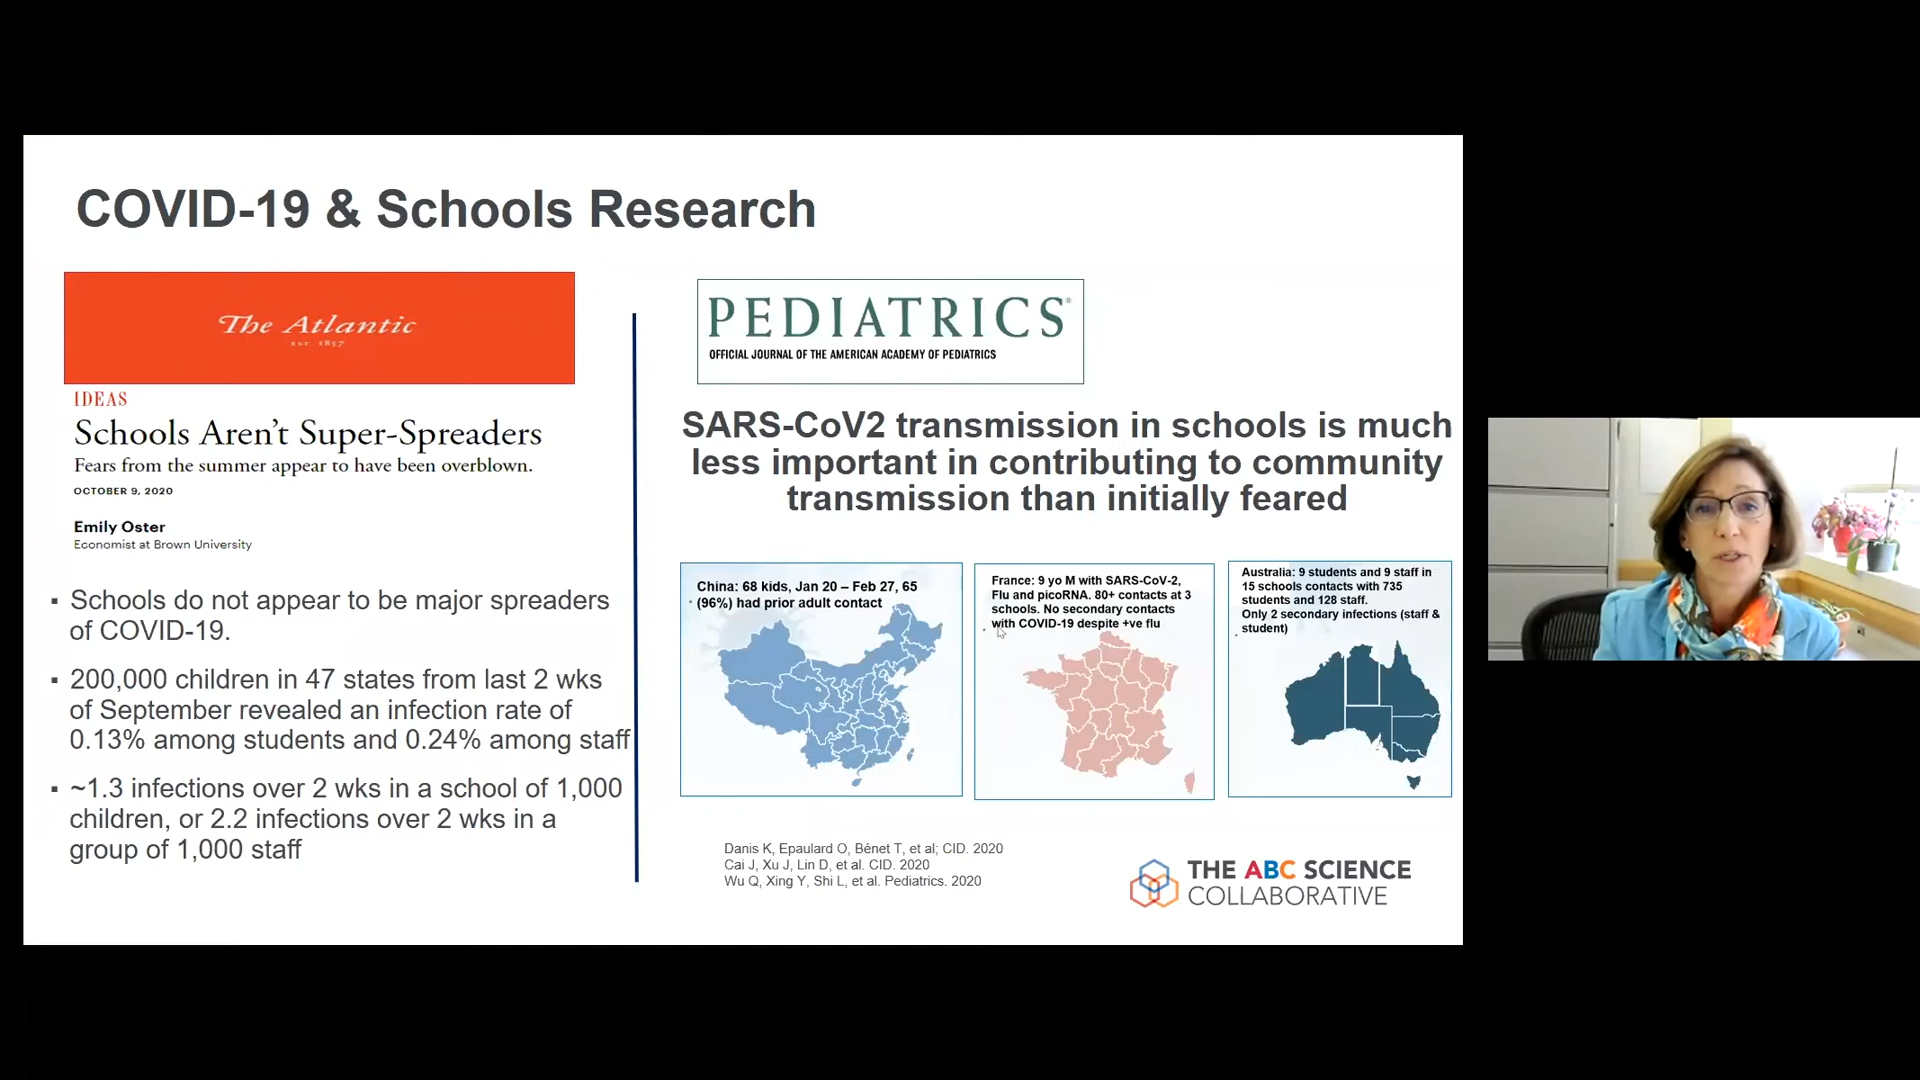 COVID-19 & Schools Research
The Atlantic
EST. 1857
IDEAS
Schools Aren't Super-Spreaders
Fears from the summer appear to have been overblown.
OCTOBER 9, 2020
Emily Oster
Economist at Brown University
▪ Schools do not appear to be major spreaders
of COVID-19.
▪ 200,000 children in 47 states from last 2 wks
of September revealed an infection rate of
0.13% among students and 0.24% among staff
▪ ~1.3 infections over 2 wks in a school of 1,000
children, or 2.2 infections over 2 wks in a
group of 1,000 staff
PEDIATRICS®
OFFICIAL JOURNAL OF THE AMERICAN ACADEMY OF PEDIATRICS
SARS-CoV2 transmission in schools is much
less important in contributing to community
transmission than initially feared
China: 68 kids, Jan 20 – Feb 27, 65
(96%) had prior adult contact
France: 9 yo M with SARS-CoV-2,
Flu and picoRNA. 80+ contacts at 3
schools. No secondary contacts
with COVID-19 despite +ve flu
Australia: 9 students and 9 staff in
15 schools contacts with 735
students and 128 staff.
Only 2 secondary infections (staff &
student)
Danis K, Epaulard O, Bénet T, et al; CID. 2020
Cai J, Xu J, Lin D, et al. CID. 2020
Wu Q, Xing Y, Shi L, et al. Pediatrics. 2020
THE ABC SCIENCE
COLLABORATIVE